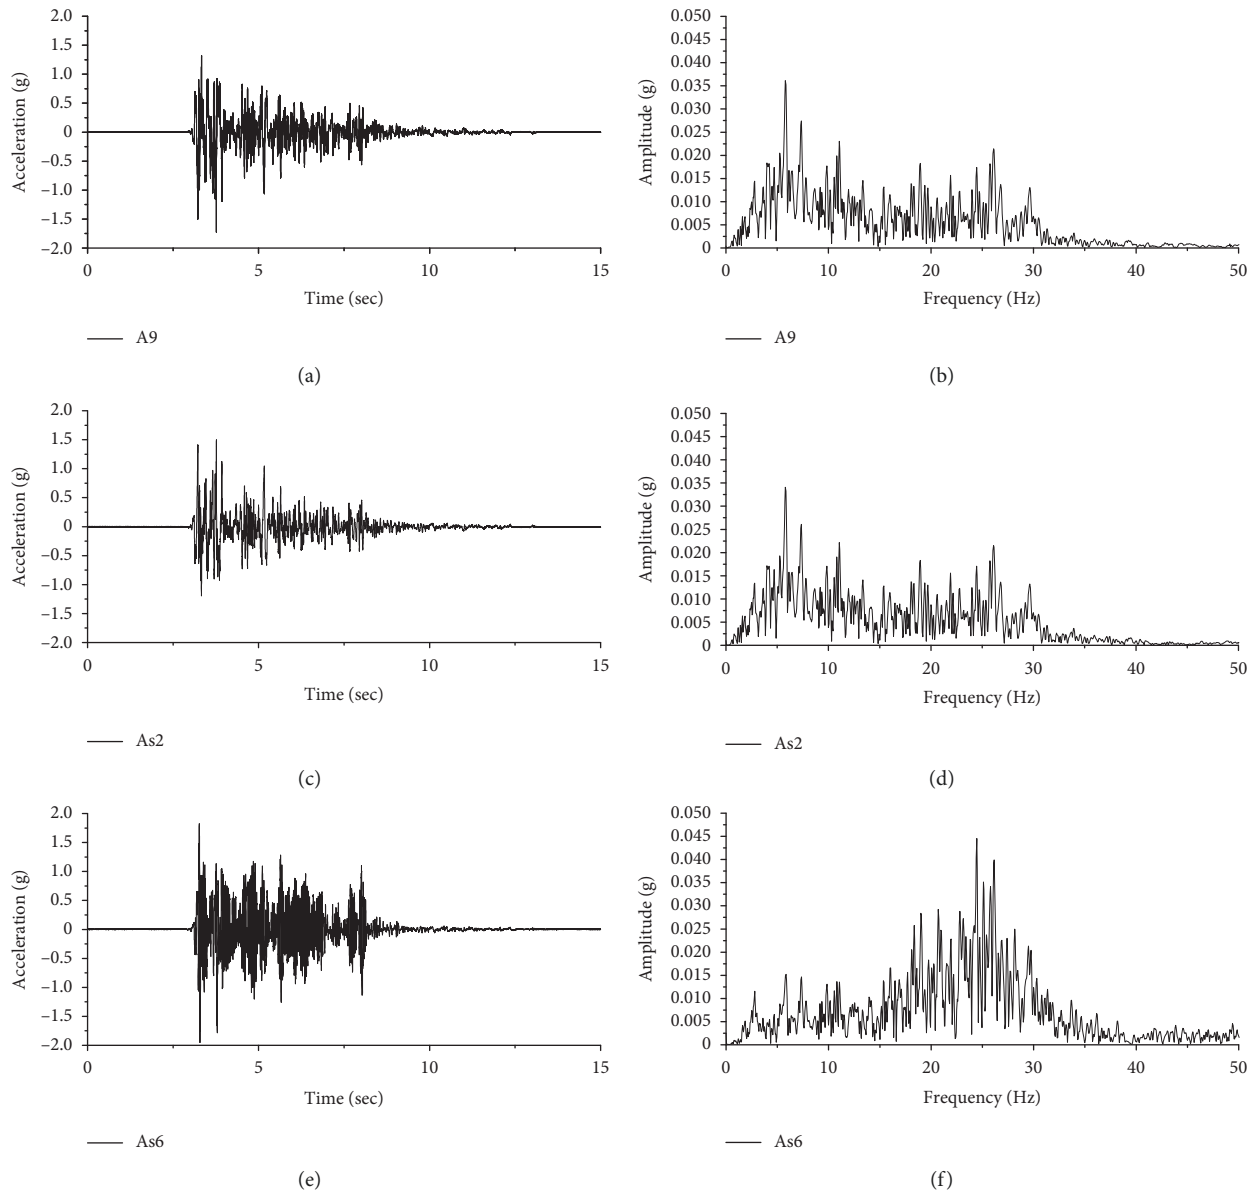 2.0
1.5
1.0
0.5
0
–0.5
–1.0
–1.5
–2.0
Acceleration (g)
0 5 10 15
Time (sec)
A9
(a)
0.050
0.045
0.040
0.035
0.030
0.025
0.020
0.015
0.010
0.005
0
Amplitude (g)
0 10 20 30 40 50
Frequency (Hz)
A9
(b)
2.0
1.5
1.0
0.5
0
–0.5
–1.0
–1.5
–2.0
Acceleration (g)
0 5 10 15
Time (sec)
As2
(c)
0.050
0.045
0.040
0.035
0.030
0.025
0.020
0.015
0.010
0.005
0
Amplitude (g)
0 10 20 30 40 50
Frequency (Hz)
As2
(d)
2.0
1.5
1.0
0.5
0
–0.5
–1.0
–1.5
–2.0
Acceleration (g)
0 5 10 15
Time (sec)
As6
(e)
0.050
0.045
0.040
0.035
0.030
0.025
0.020
0.015
0.010
0.005
0
Amplitude (g)
0 10 20 30 40 50
Frequency (Hz)
As6
(f)